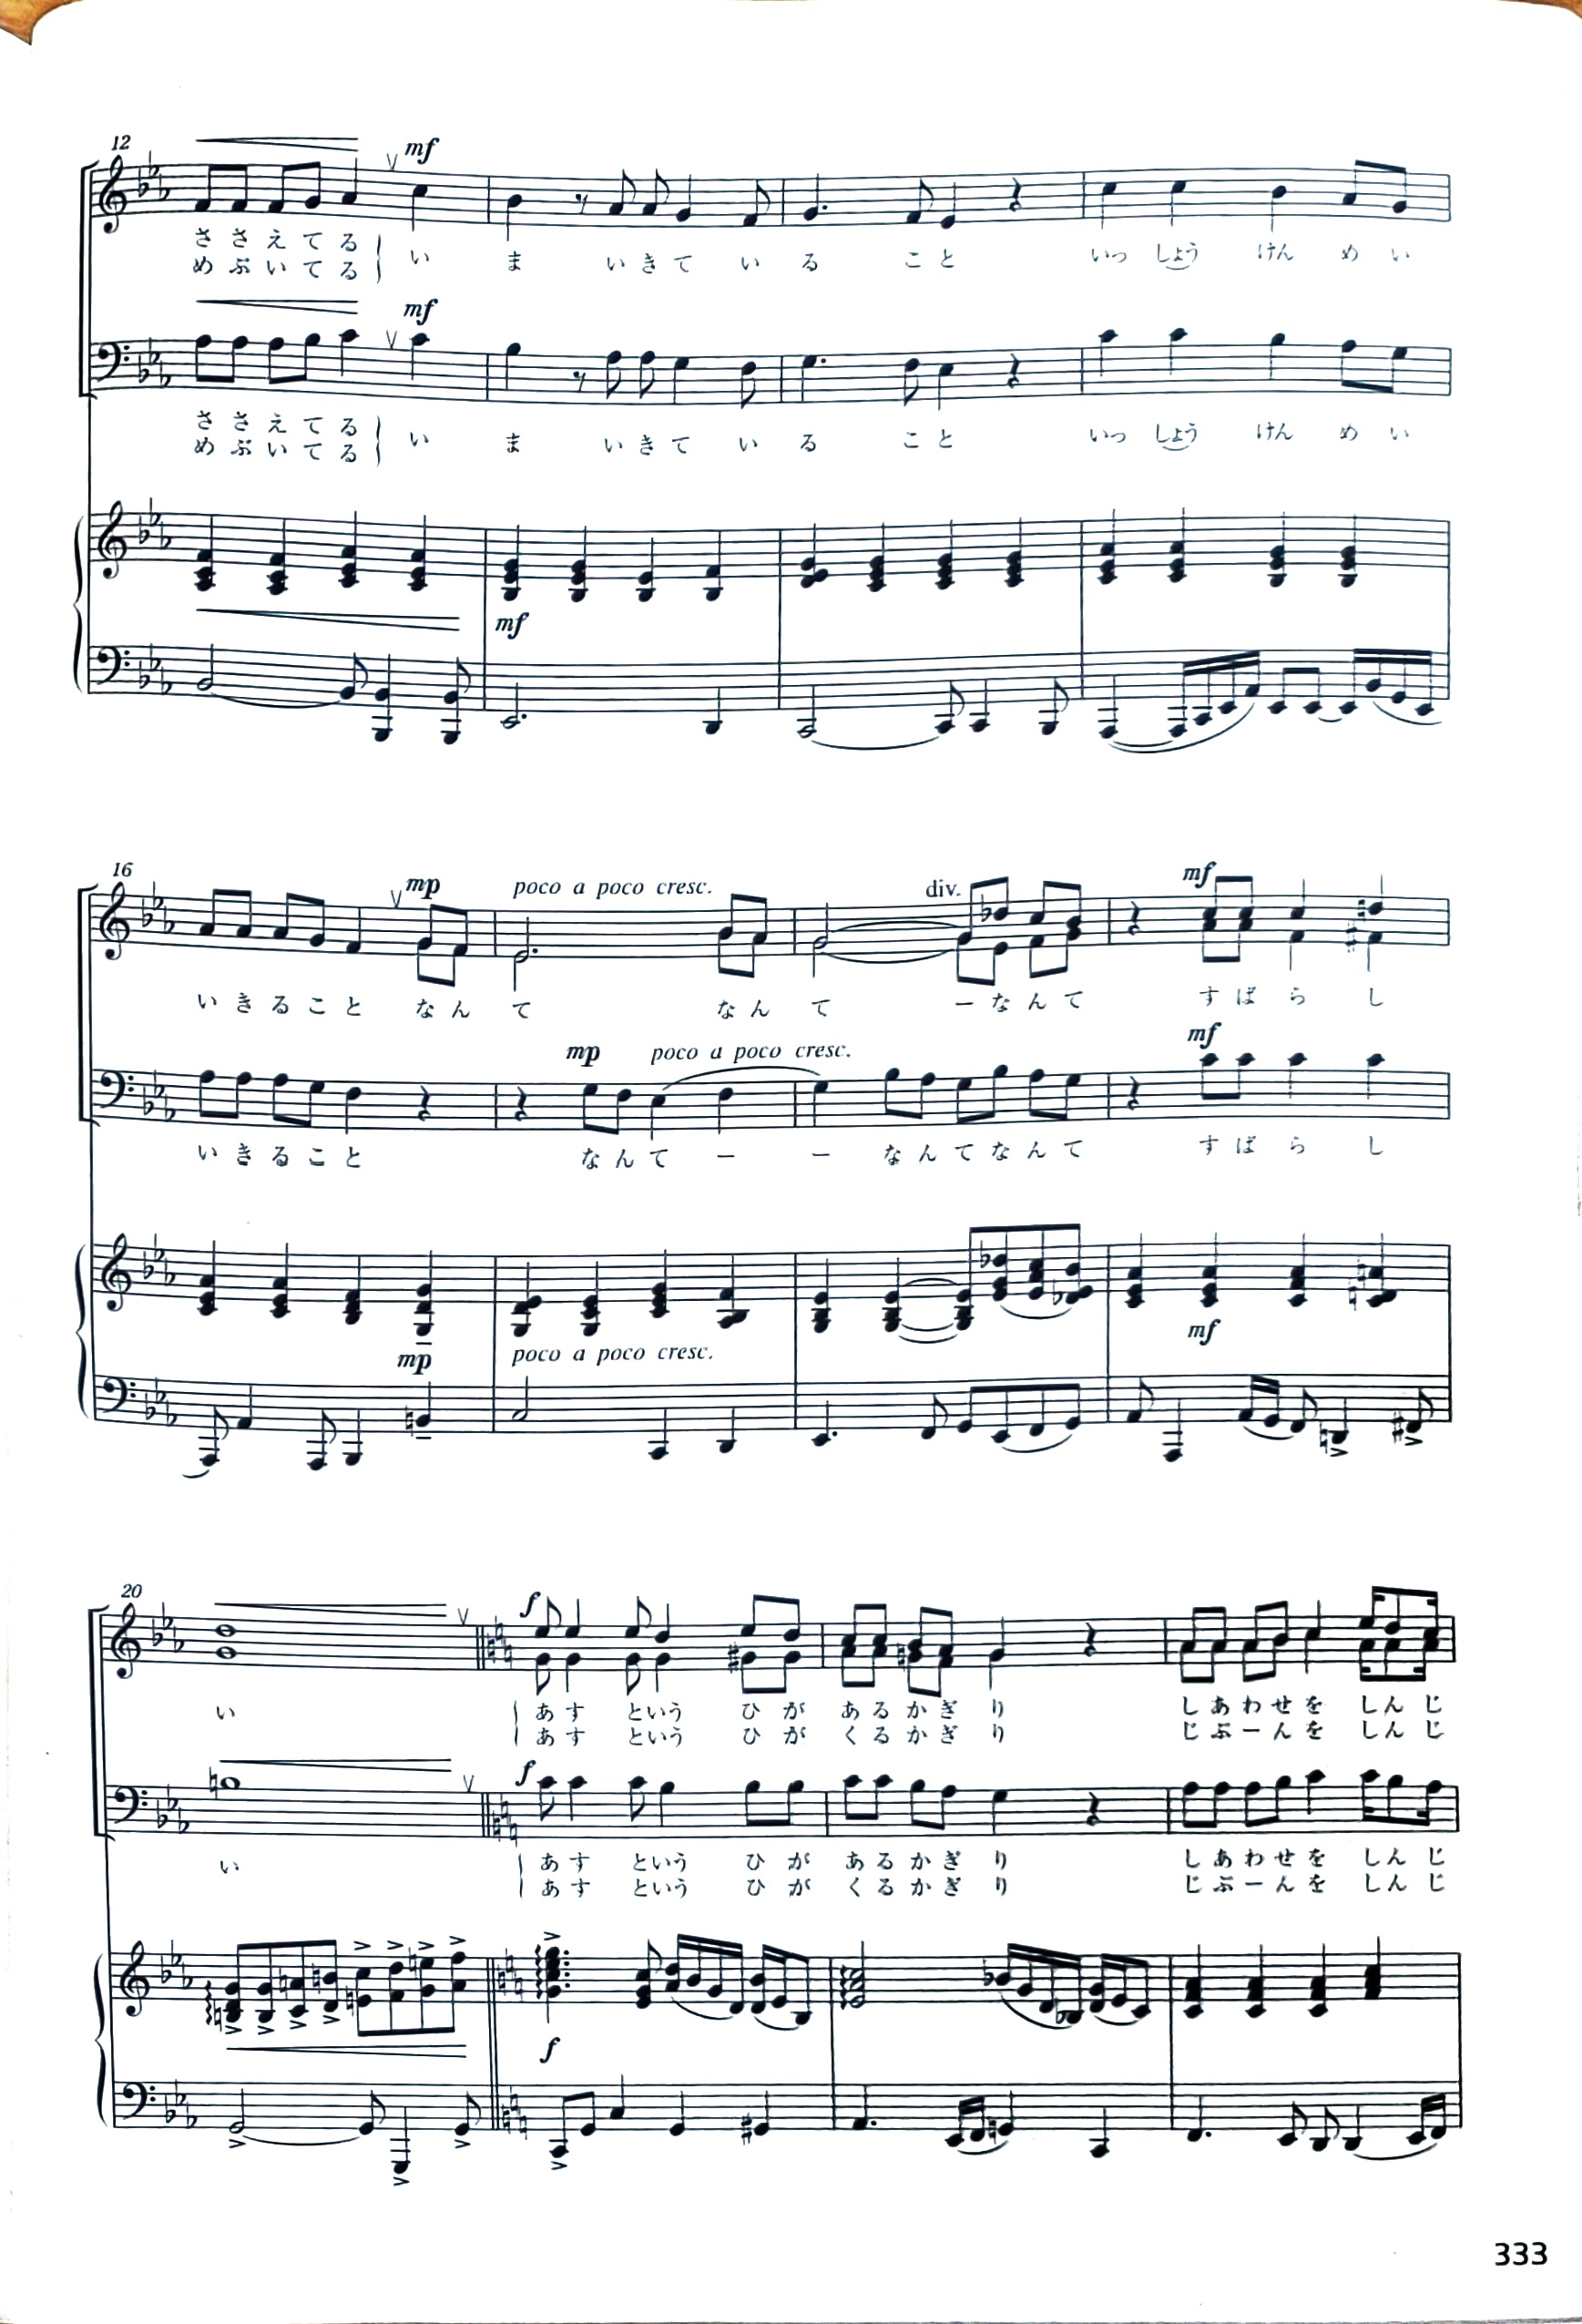 12
mf
ささえてる い ま いきて い る こと いっ しょう けん め い
めぶいてる
mf
ささえてる い ま いきて い る こと いっ しょう けん め い
めぶいてる
mf
16
mp poco a poco cresc. div. mf
いきること なん て なん て ーなんて すばら し
mp poco a poco cresc. mf
いきること なんて ー ー なんてなんて すばら し
mp poco a poco cresc. mf
20
f
い あす という ひ が あるかぎ り しあわせを しんじ
あす という ひ が くるかぎ り じぶーんを しんじ
f
い あす という ひ が あるかぎ り しあわせを しんじ
あす という ひ が くるかぎ り じぶーんを しんじ
f
333